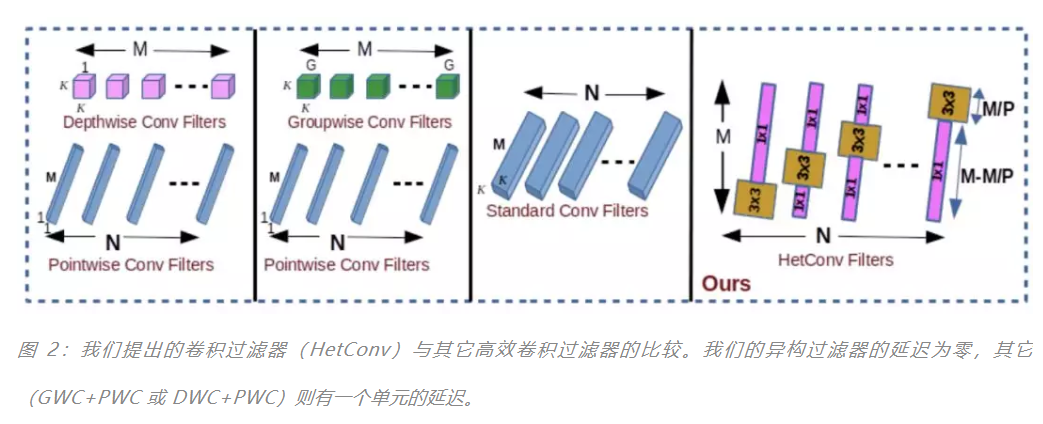 M
1
K
K
Depthwise Conv Filters
M
1
1
N
Pointwise Conv Filters
M
G
G
K
K
Groupwise Conv Filters
M
1
1
N
Pointwise Conv Filters
N
M
K
K
Standard Conv Filters
M
3x3
1x1
1x1
3x3
1x1
1x1
3x3
1x1
3x3
1x1
M/P
M-M/P
N
HetConv Filters
Ours
图 2：我们提出的卷积过滤器（HetConv）与其它高效卷积过滤器的比较。我们的异构过滤器的延迟为零，其它
（GWC+PWC 或 DWC+PWC）则有一个单元的延迟。